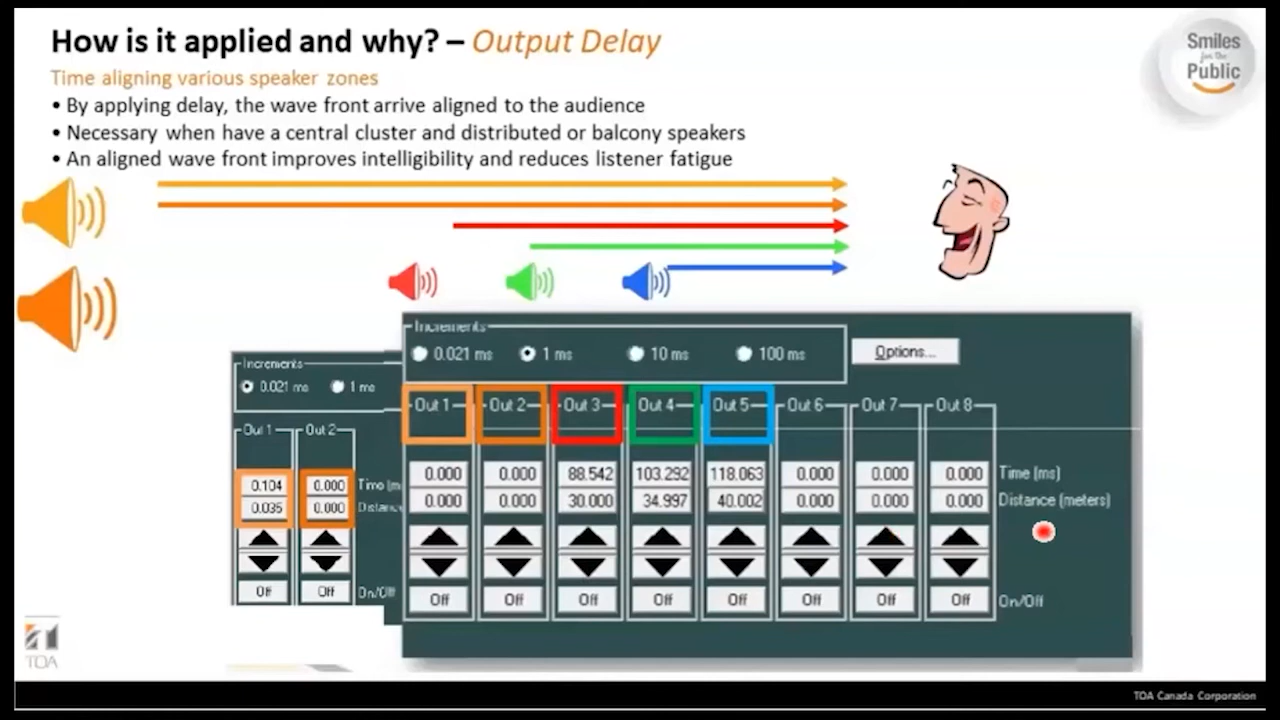 How is it applied and why? – Output Delay
Smiles
for the
Public
Time aligning various speaker zones
• By applying delay, the wave front arrive aligned to the audience
• Necessary when have a central cluster and distributed or balcony speakers
• An aligned wave front improves intelligibility and reduces listener fatigue
Increments
0.021 ms 1 ms 10 ms 100 ms Options...
Increments
0.021 ms 1 ms
Out 1 Out 2 Out 3 Out 4 Out 5 Out 6 Out 7 Out 8
Out 1 Out 2
0.000 0.000 88.542 103.292 118.063 0.000 0.000 0.000 Time (ms)
0.000 0.000 30.000 34.997 40.002 0.000 0.000 0.000 Distance (meters)
0.104 0.000 Time (m
0.035 0.000 Distanc
Off Off On/Off
Off Off Off Off Off Off Off Off On/Off
TOA
TOA Canada Corporation